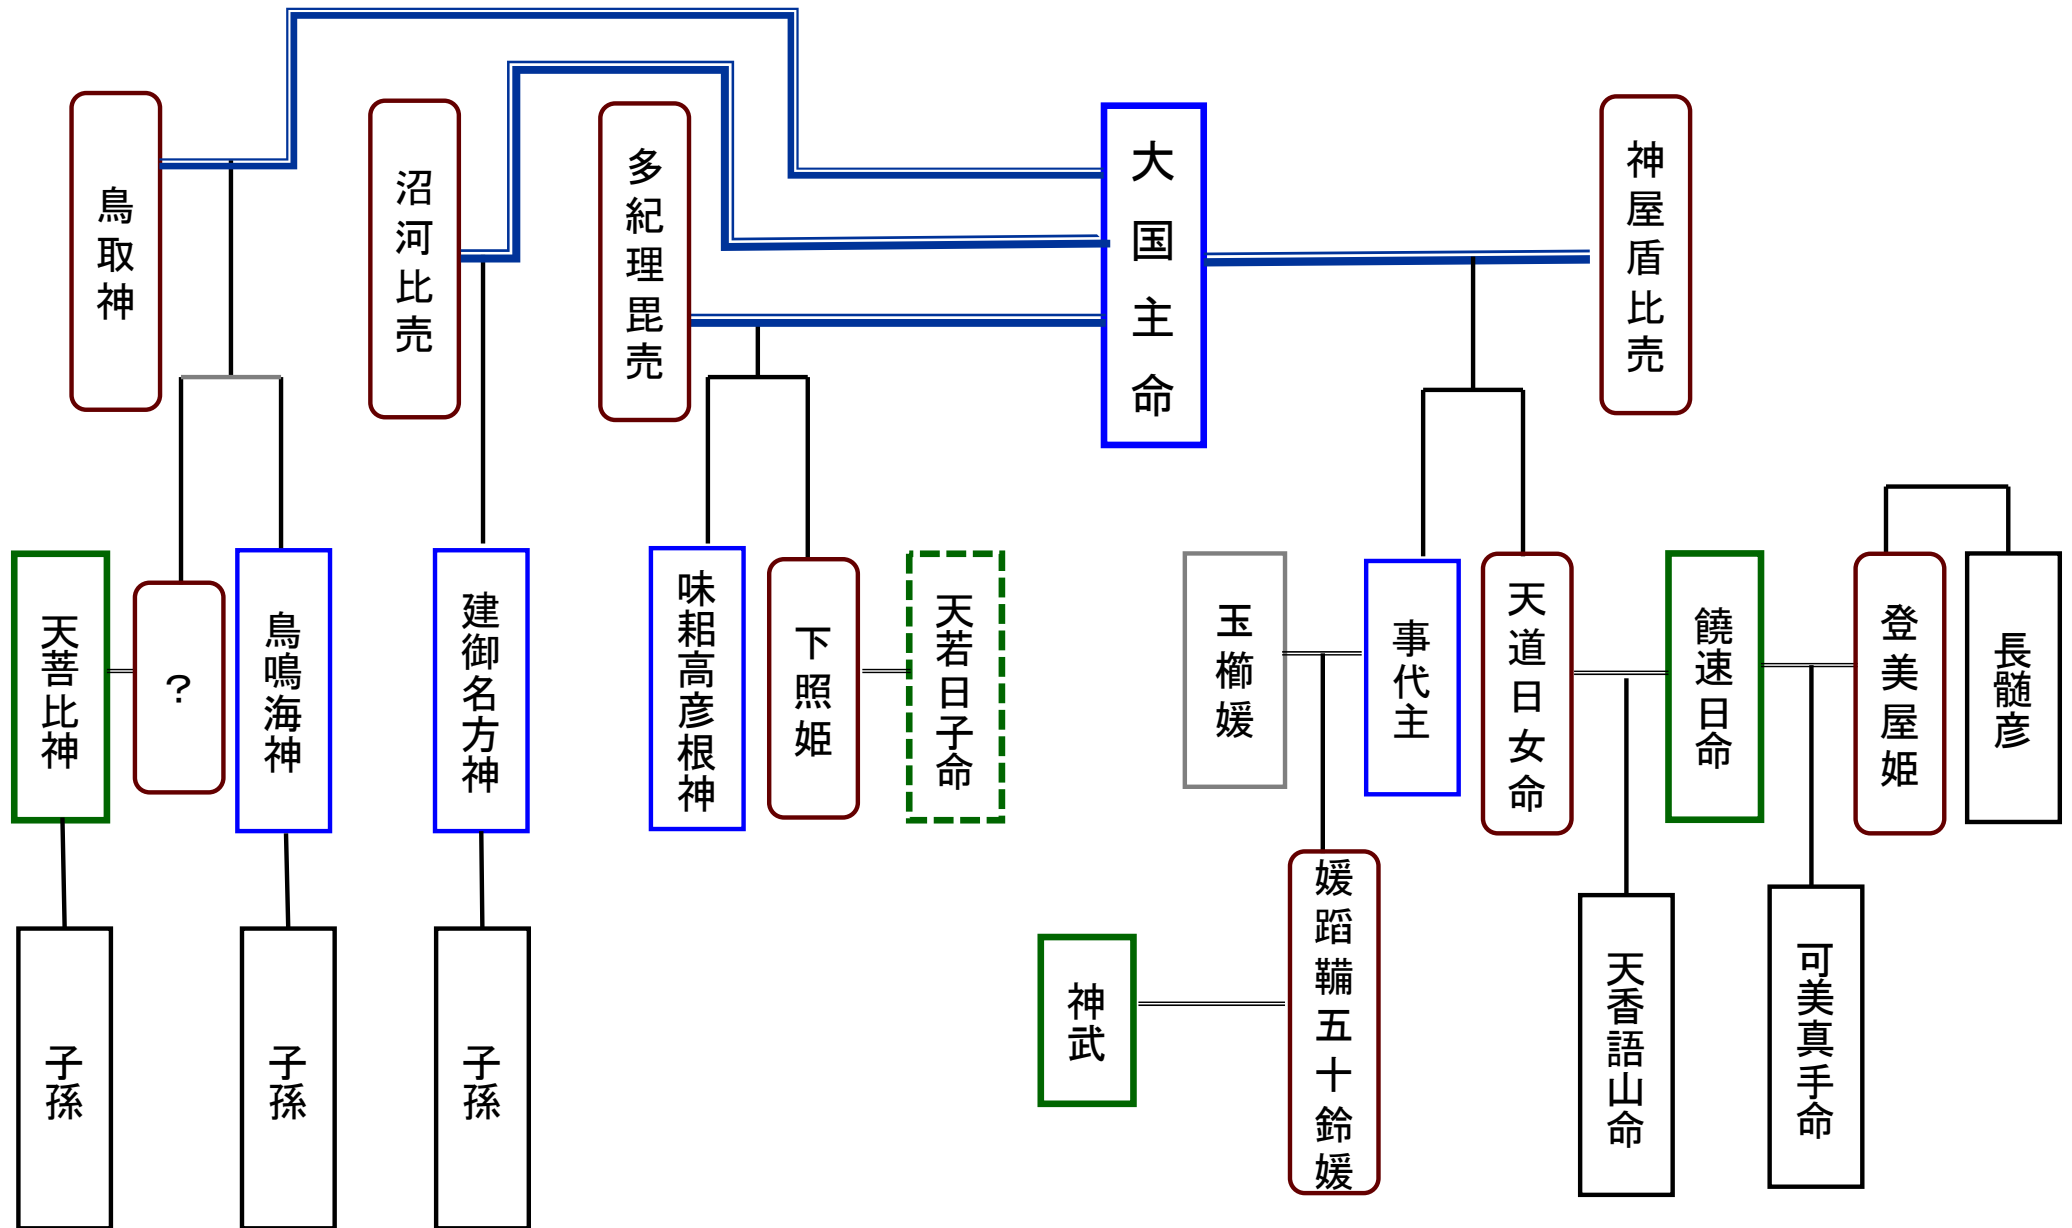 鳥取神
沼河比売
多紀理毘売
大国主命
神屋盾比売
天菩比神
?
鳥鳴海神
建御名方神
味耜高彦根神
下照姫
天若日子命
玉櫛媛
事代主
天道日女命
饒速日命
登美屋姫
長髄彦
子孫
子孫
子孫
神武
媛蹈鞴五十鈴媛
天香語山命
可美真手命